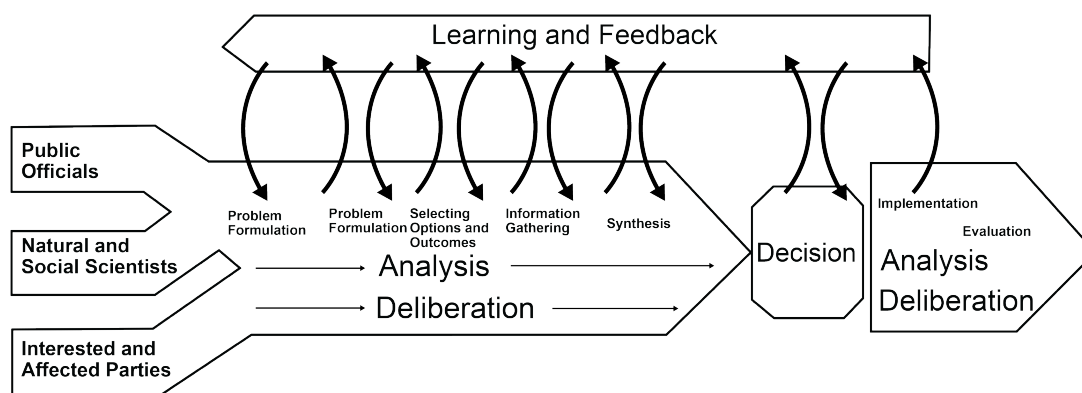 Learning and Feedback
Public
Officials
Natural and
Social Scientists
Interested and
Affected Parties
Problem
Formulation
Problem
Formulation
Selecting
Options and
Outcomes
Information
Gathering
Synthesis
Analysis
Deliberation
Decision
Implementation
Evaluation
Analysis
Deliberation